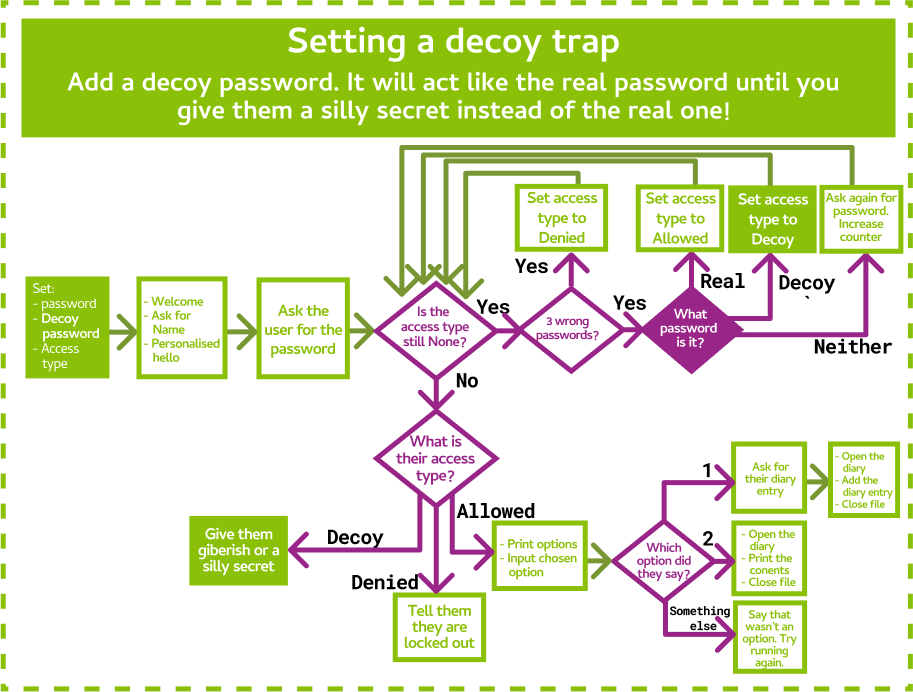 Setting a decoy trap
Add a decoy password. It will act like the real password until you
give them a silly secret instead of the real one!
Set access
type to
Denied
Set access
type to
Allowed
Set access
type to
Decoy
Ask again for
password.
Increase
counter
Yes
Real
Decoy
`
Neither
Set:
- password
- Decoy
password
- Access
type
- Welcome
- Ask for
Name
- Personalised
hello
Ask the
user for the
password
Is the
access type
still None?
Yes
3 wrong
passwords?
Yes
What
password
is it?
No
What is
their access
type?
Decoy
Give them
giberish or a
silly secret
Denied
Tell them
they are
locked out
Allowed
- Print options
- Input chosen
option
Which
option did
they say?
1
Ask for
their diary
entry
- Open the
diary
- Add the
diary entry
- Close file
2
- Open the
diary
- Print the
conents
- Close file
Something
else
Say that
wasn't an
option. Try
running
again.